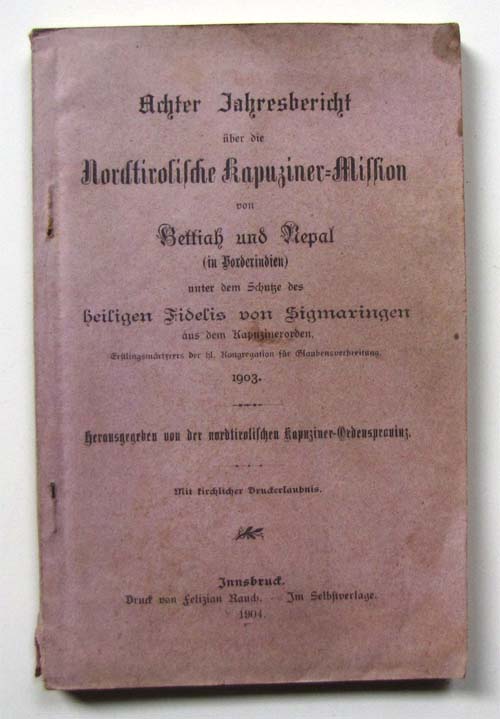 Achter Jahresbericht
über die
Nordtirolische Kapuziner=Mission
von
Bettiah und Nepal
(in Vorderindien)
unter dem Schutze des
heiligen Fidelis von Sigmaringen
aus dem Kapuzinerorden,
Erstlingsmärtyrers der hl. Kongregation für Glaubensverbreitung.
1903.
Herausgegeben von der nordtirolischen Kapuziner=Ordensprovinz.
Mit kirchlicher Druckerlaubnis.
Innsbruck.
Druck von Felizian Rauch. — Im Selbstverlage.
1904.